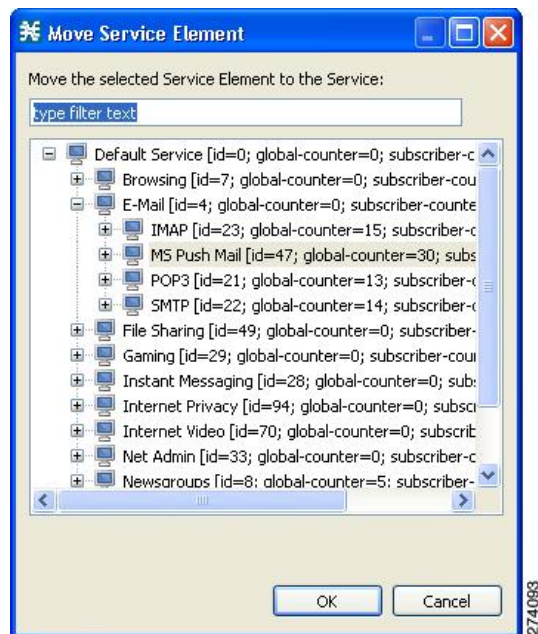 Move Service Element
Move the selected Service Element to the Service:
type filter text
Default Service [id=0; global-counter=0; subscriber-c
Browsing [id=7; global-counter=0; subscriber-cou
E-Mail [id=4; global-counter=0; subscriber-counte
IMAP [id=23; global-counter=15; subscriber-c
MS Push Mail [id=47; global-counter=30; subs
POP3 [id=21; global-counter=13; subscriber-c
SMTP [id=22; global-counter=14; subscriber-c
File Sharing [id=49; global-counter=0; subscriber-
Gaming [id=29; global-counter=0; subscriber-coun
Instant Messaging [id=28; global-counter=0; subs
Internet Privacy [id=94; global-counter=0; subscr
Internet Video [id=70; global-counter=0; subscrib
Net Admin [id=33; global-counter=0; subscriber-c
Newsgroups [id=8; global-counter=5; subscriber-
OK Cancel
274093